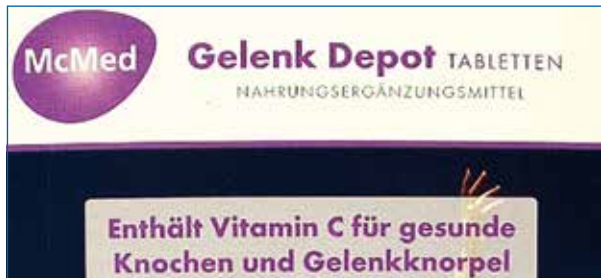 McMed
Gelenk Depot TABLETTEN
NAHRUNGSERGÄNZUNGSMITTEL
Enthält Vitamin C für gesunde
Knochen und Gelenkknorpel